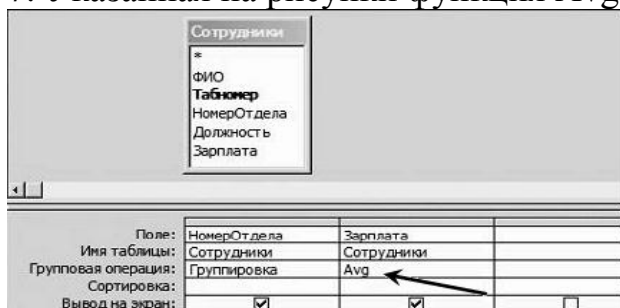 Сотрудники
*
ФИО
Табномер
НомерОтдела
Должность
Зарплата
Поле: НомерОтдела Зарплата
Имя таблицы: Сотрудники Сотрудники
Групповая операция: Группировка Avg
Сортировка:
Вывод на экран: